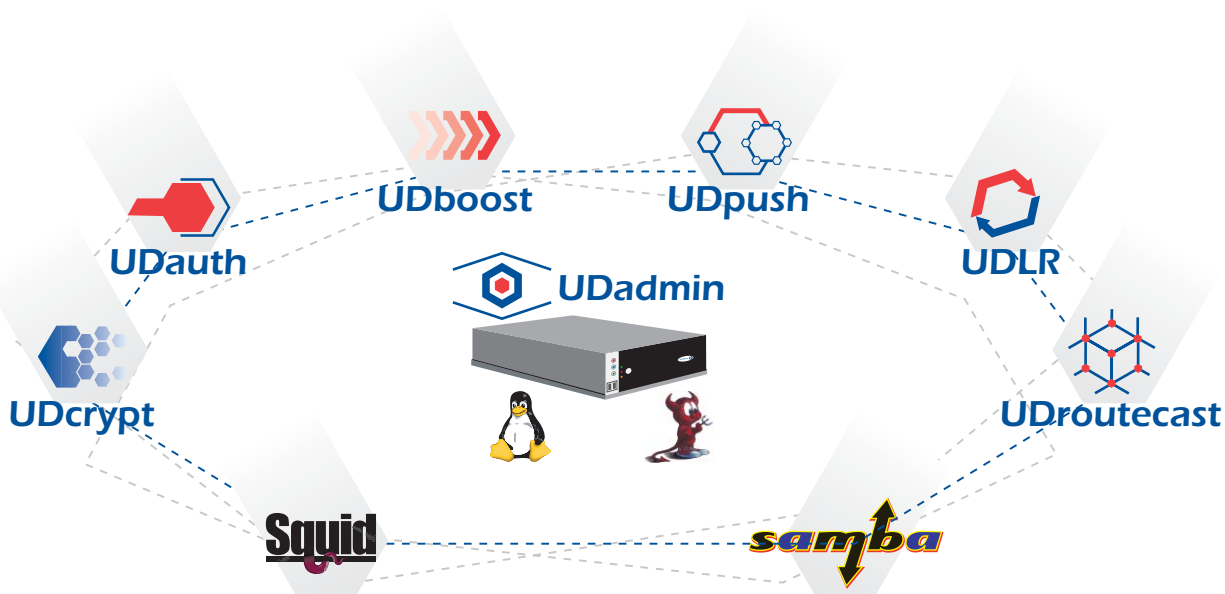 UDboost
UDpush
UDauth
UDLR
UDadmin
UDcrypt
UDroutecast
Squid
samba